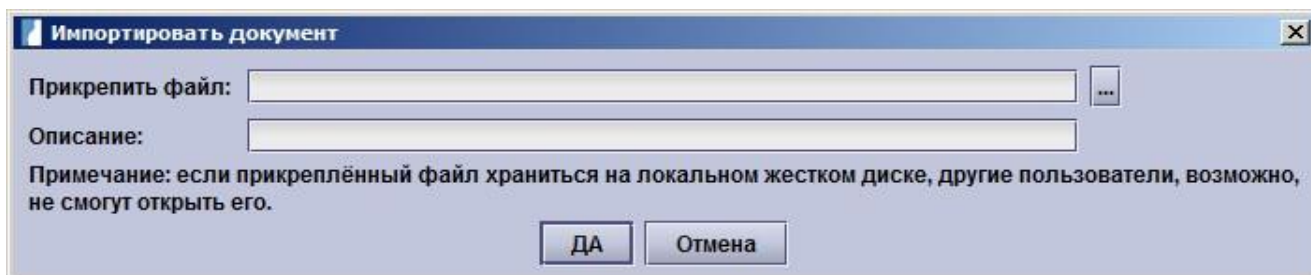 Импортировать документ
Прикрепить файл: ...
Описание:
Примечание: если прикреплённый файл храниться на локальном жестком диске, другие пользователи, возможно,
не смогут открыть его.
ДА Отмена